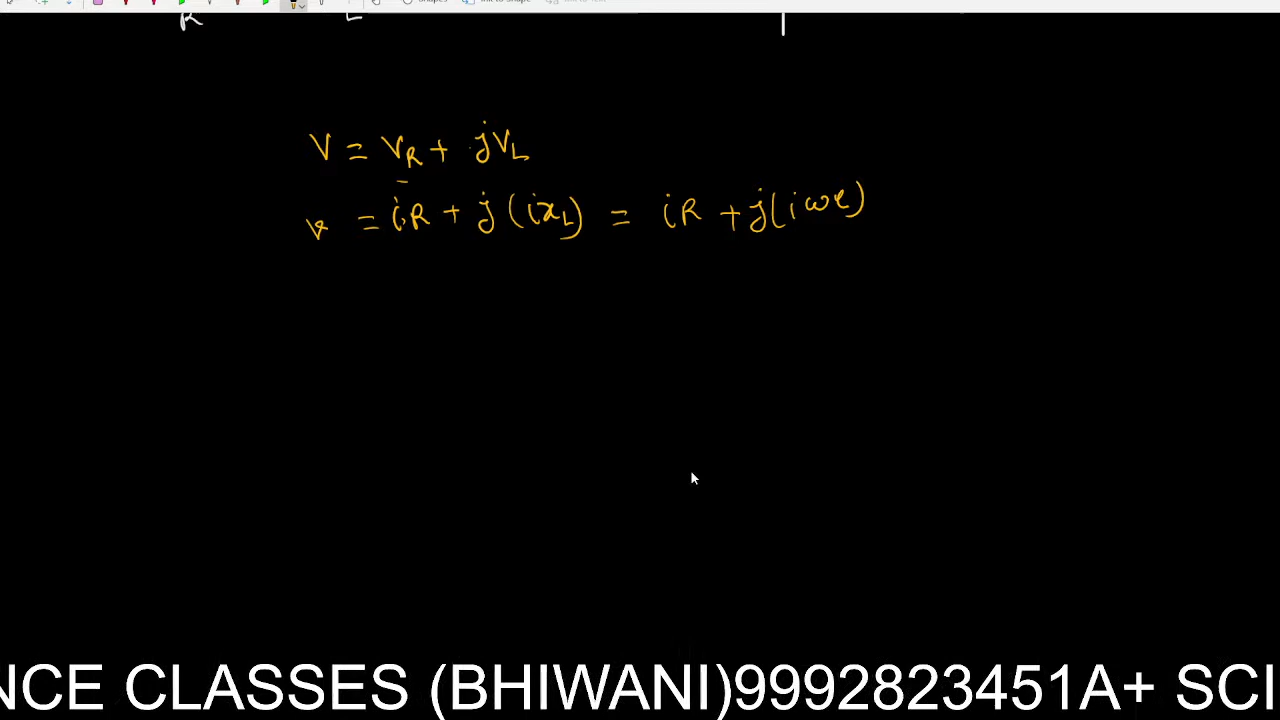 R L
V = V_R + jV_L
v = iR + j(ix_L) = iR + j(iωL)
NCE CLASSES (BHIWANI)9992823451A+ SCI